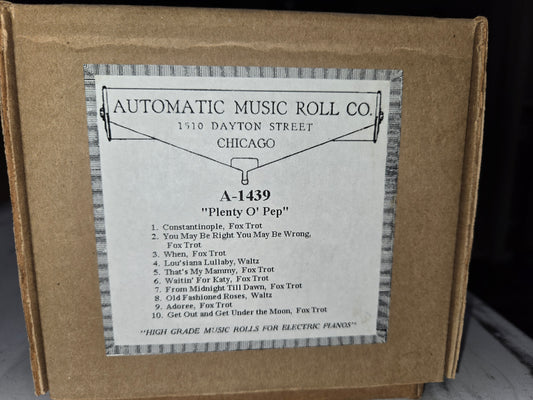 AUTOMATIC MUSIC ROLL CO.
1510 DAYTON STREET
CHICAGO
A-1439
"Plenty O' Pep"
1. Constantinople, Fox Trot
2. You May Be Right You May Be Wrong,
Fox Trot
3. When, Fox Trot
4. Lou'siana Lullaby, Waltz
5. That's My Mammy, Fox Trot
6. Waitin' For Katy, Fox Trot
7. From Midnight Till Dawn, Fox Trot
8. Old Fashioned Roses, Waltz
9. Adoree, Fox Trot
10. Get Out and Get Under the Moon, Fox Trot
"HIGH GRADE MUSIC ROLLS FOR ELECTRIC PIANOS"